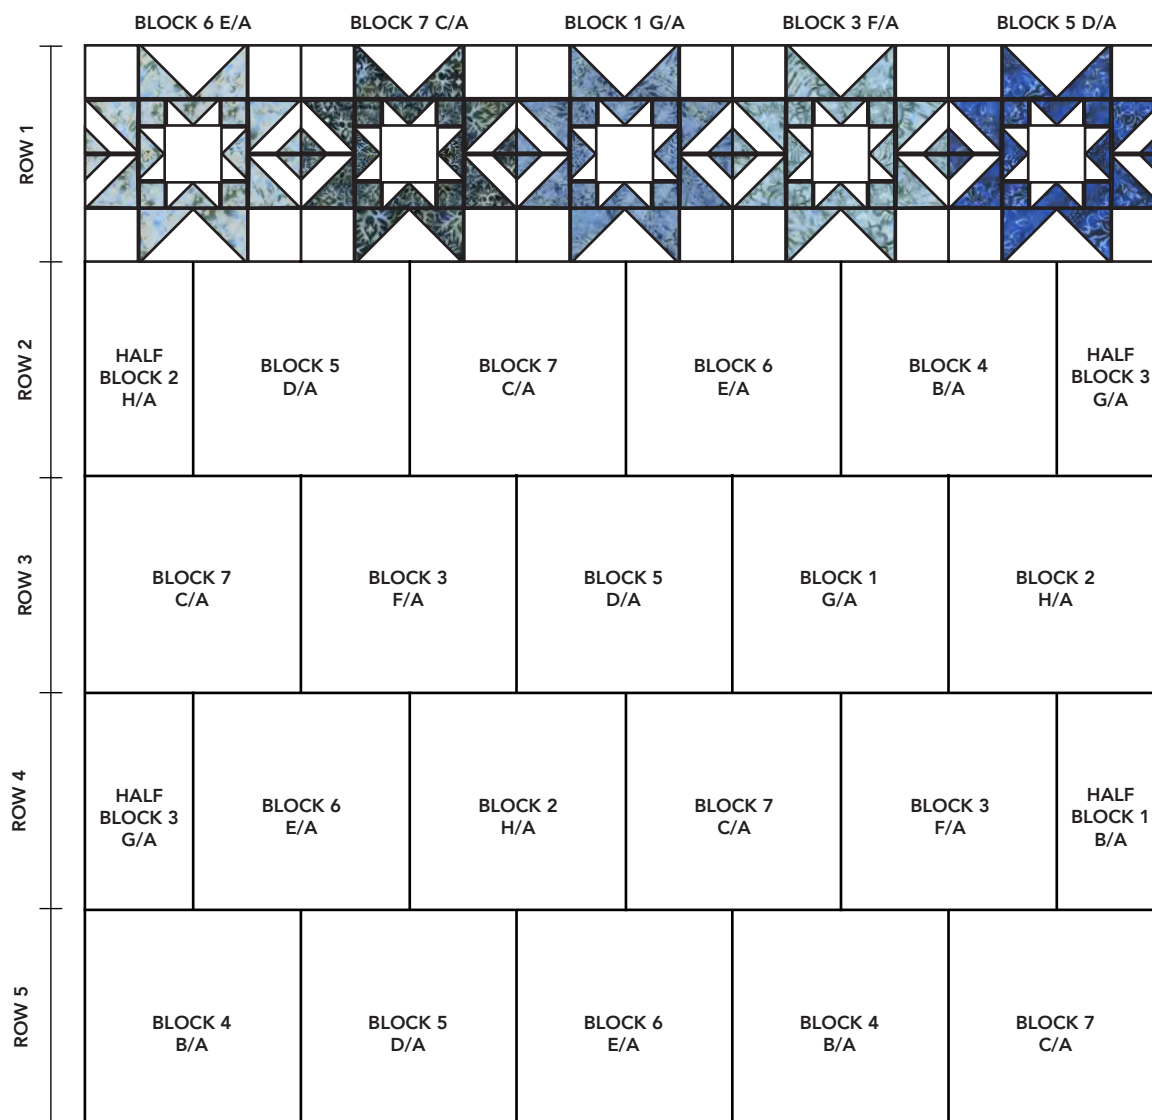 BLOCK 6 E/A
BLOCK 7 C/A
BLOCK 1 G/A
BLOCK 3 F/A
BLOCK 5 D/A
ROW 1
ROW 2
HALF
BLOCK 2
H/A
BLOCK 5
D/A
BLOCK 7
C/A
BLOCK 6
E/A
BLOCK 4
B/A
HALF
BLOCK 3
G/A
ROW 3
BLOCK 7
C/A
BLOCK 3
F/A
BLOCK 5
D/A
BLOCK 1
G/A
BLOCK 2
H/A
ROW 4
HALF
BLOCK 3
G/A
BLOCK 6
E/A
BLOCK 2
H/A
BLOCK 7
C/A
BLOCK 3
F/A
HALF
BLOCK 1
B/A
ROW 5
BLOCK 4
B/A
BLOCK 5
D/A
BLOCK 6
E/A
BLOCK 4
B/A
BLOCK 7
C/A